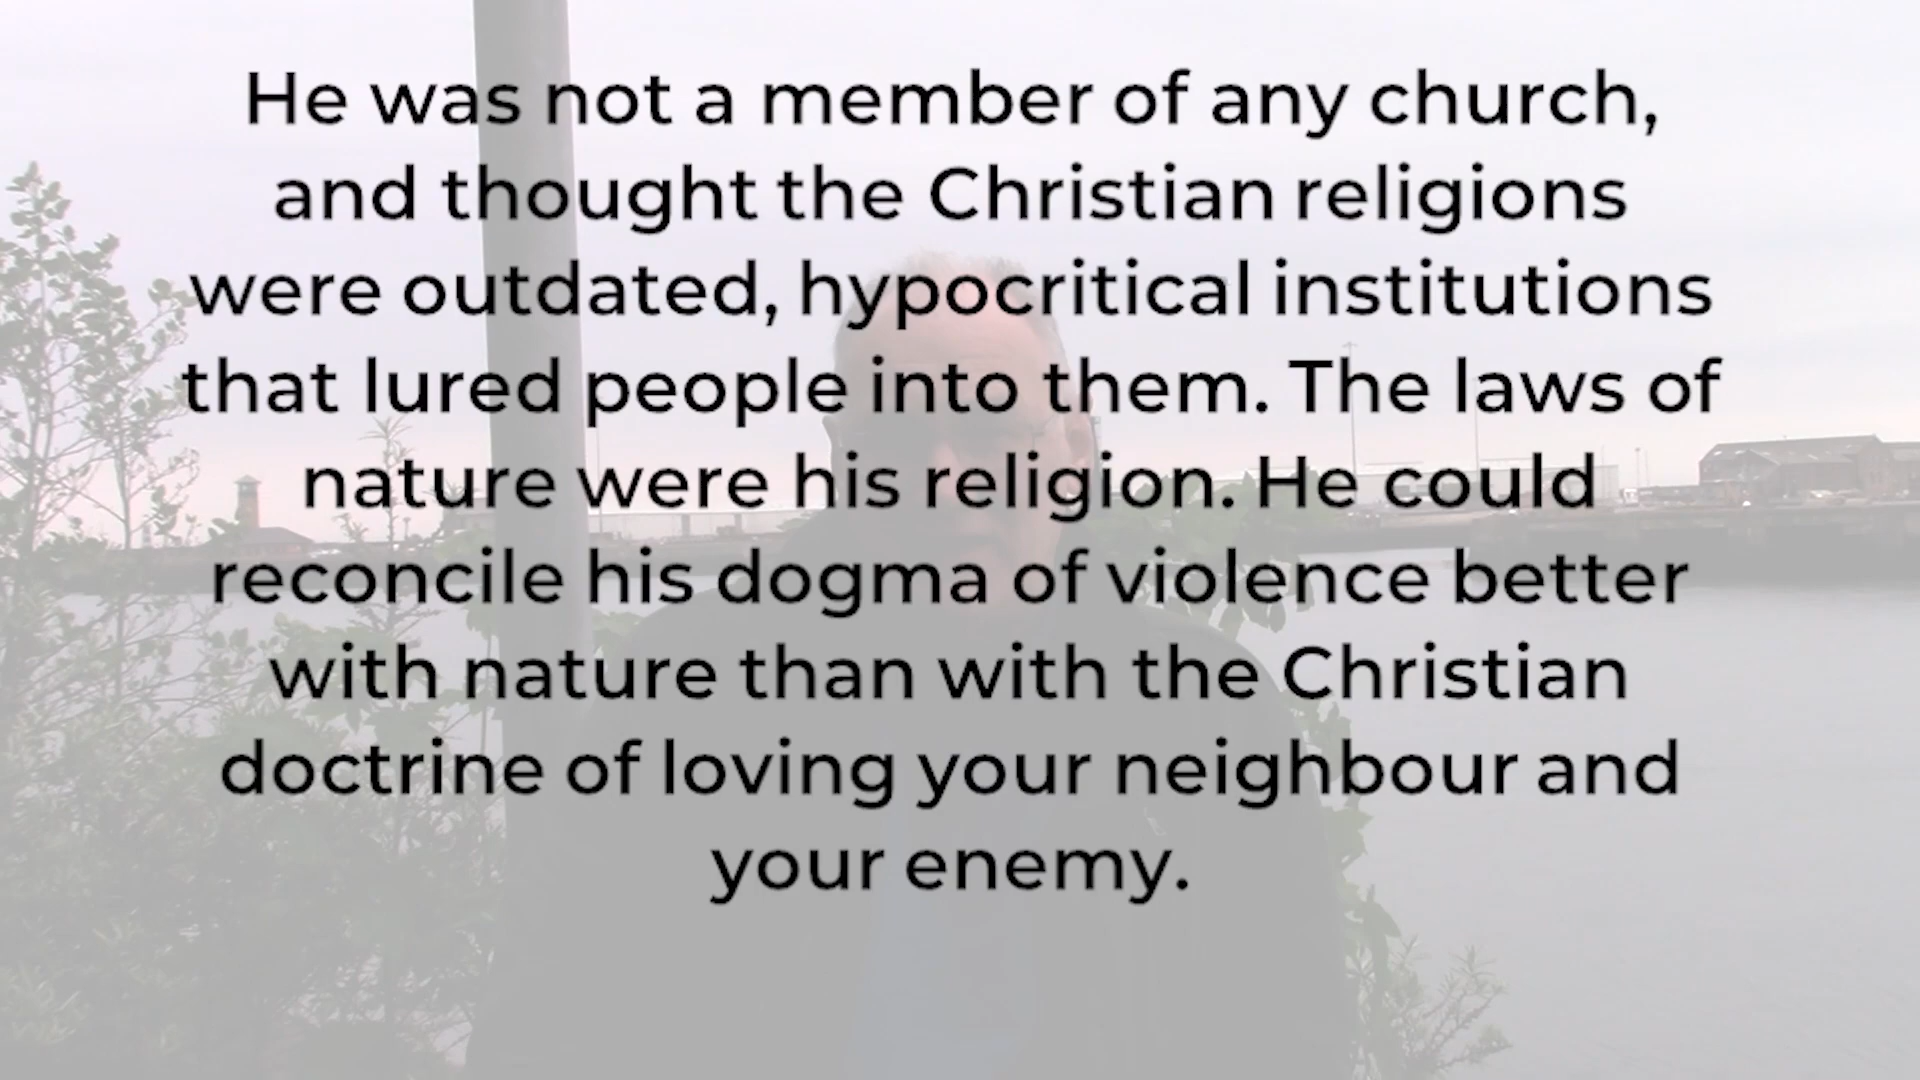 He was not a member of any church,
and thought the Christian religions
were outdated, hypocritical institutions
that lured people into them. The laws of
nature were his religion. He could
reconcile his dogma of violence better
with nature than with the Christian
doctrine of loving your neighbour and
your enemy.